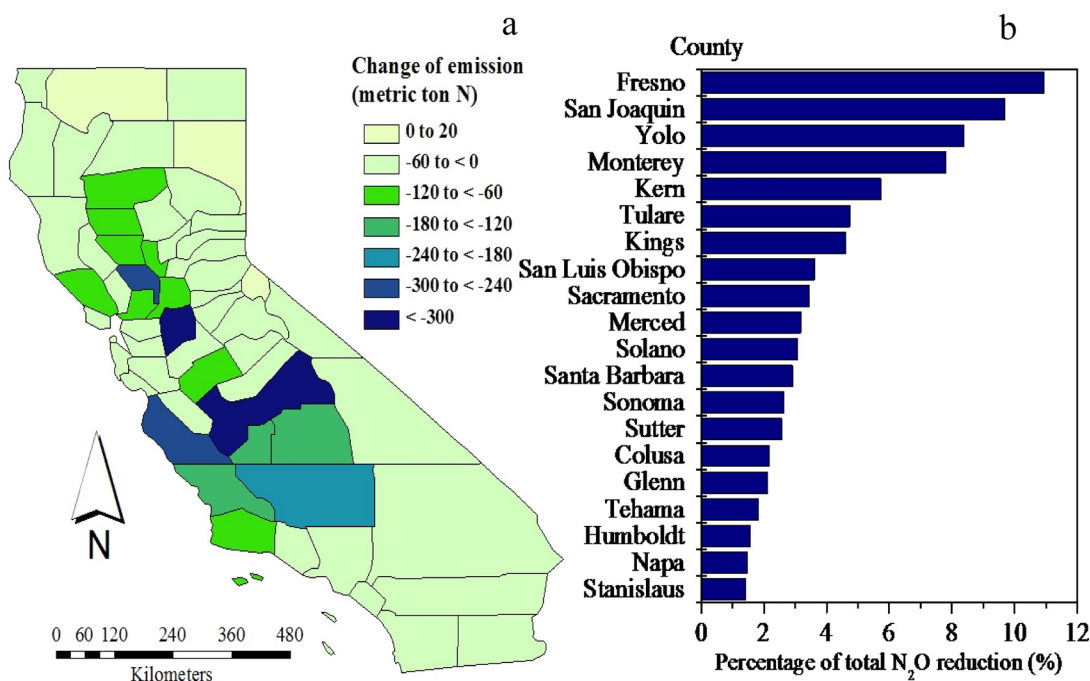 a
Change of emission
(metric ton N)
0 to 20
-60 to < 0
-120 to < -60
-180 to < -120
-240 to < -180
-300 to < -240
< -300
N
0 60 120 240 360 480
Kilometers
b
County
Fresno
San Joaquin
Yolo
Monterey
Kern
Tulare
Kings
San Luis Obispo
Sacramento
Merced
Solano
Santa Barbara
Sonoma
Sutter
Colusa
Glenn
Tehama
Humboldt
Napa
Stanislaus
0 2 4 6 8 10 12
Percentage of total N₂O reduction (%)